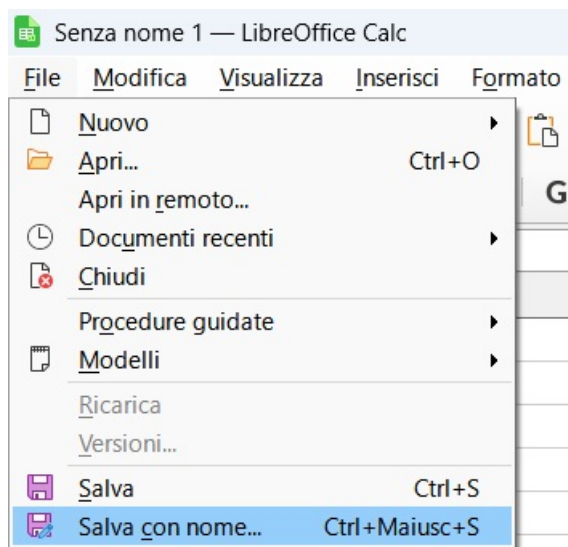 Senza nome 1 — LibreOffice Calc
File Modifica Visualizza Inserisci Formato
Nuovo
Apri... Ctrl+O
Apri in remoto...
G
Documenti recenti
Chiudi
Procedure guidate
Modelli
Ricarica
Versioni...
Salva Ctrl+S
Salva con nome... Ctrl+Maiusc+S